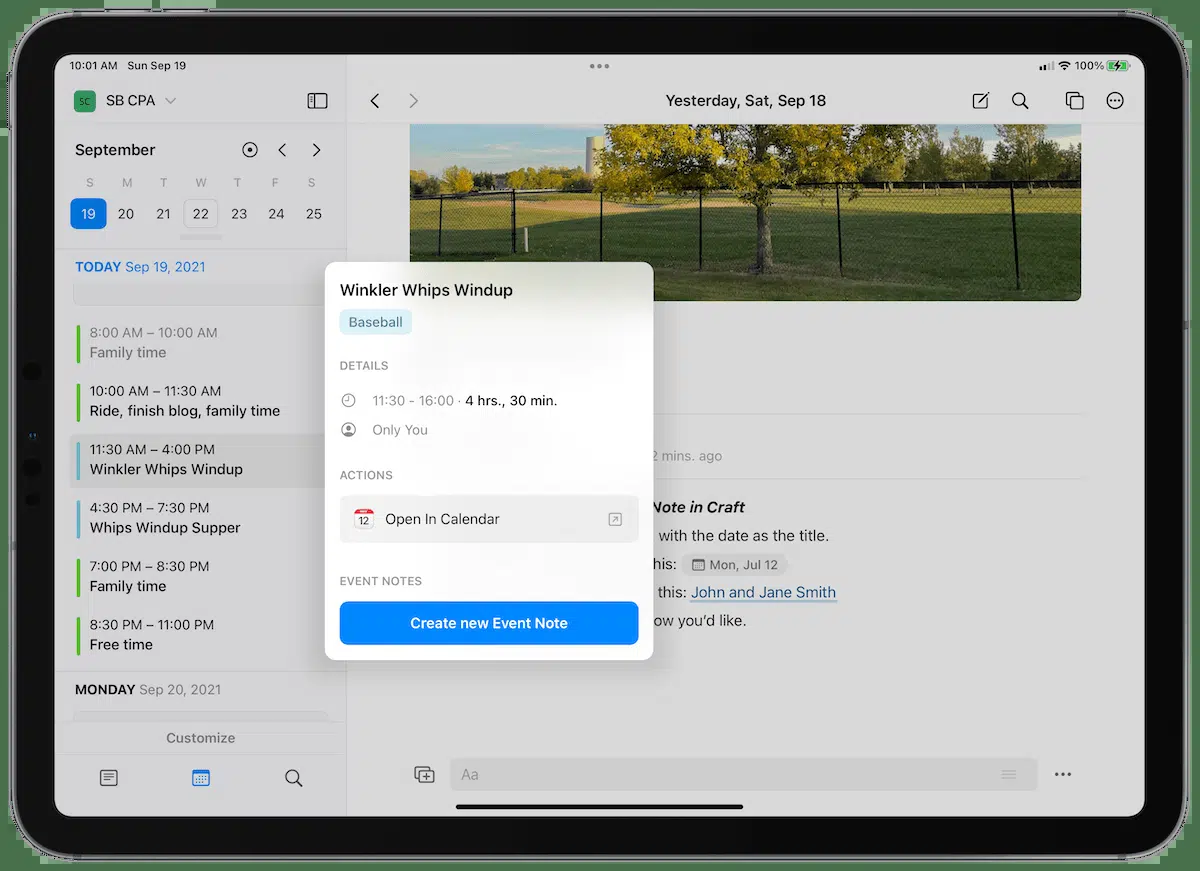 10:01 AM Sun Sep 19
100%
SC SB CPA
Yesterday, Sat, Sep 18
September
S M T W T F S
19 20 21 22 23 24 25
TODAY Sep 19, 2021
8:00 AM – 10:00 AM
Family time
10:00 AM – 11:30 AM
Ride, finish blog, family time
11:30 AM – 4:00 PM
Winkler Whips Windup
4:30 PM – 7:30 PM
Whips Windup Supper
7:00 PM – 8:30 PM
Family time
8:30 PM – 11:00 PM
Free time
MONDAY Sep 20, 2021
Customize
Winkler Whips Windup
Baseball
DETAILS
11:30 - 16:00 · 4 hrs., 30 min.
Only You
ACTIONS
12 Open In Calendar
EVENT NOTES
Create new Event Note
2 mins. ago
Note in Craft
with the date as the title.
his: Mon, Jul 12
this: John and Jane Smith
ow you’d like.
Aa